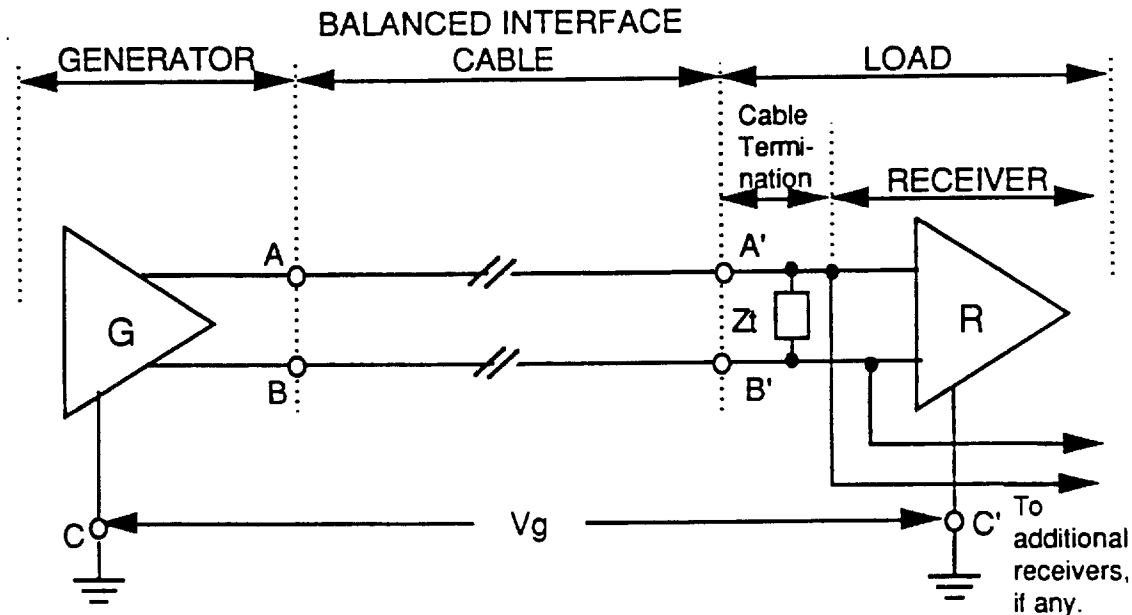 BALANCED INTERFACE
GENERATOR CABLE LOAD
Cable
Termi-
nation
RECEIVER
A A'
G Zt R
B B'
C Vg C'
To
additional
receivers,
if any.